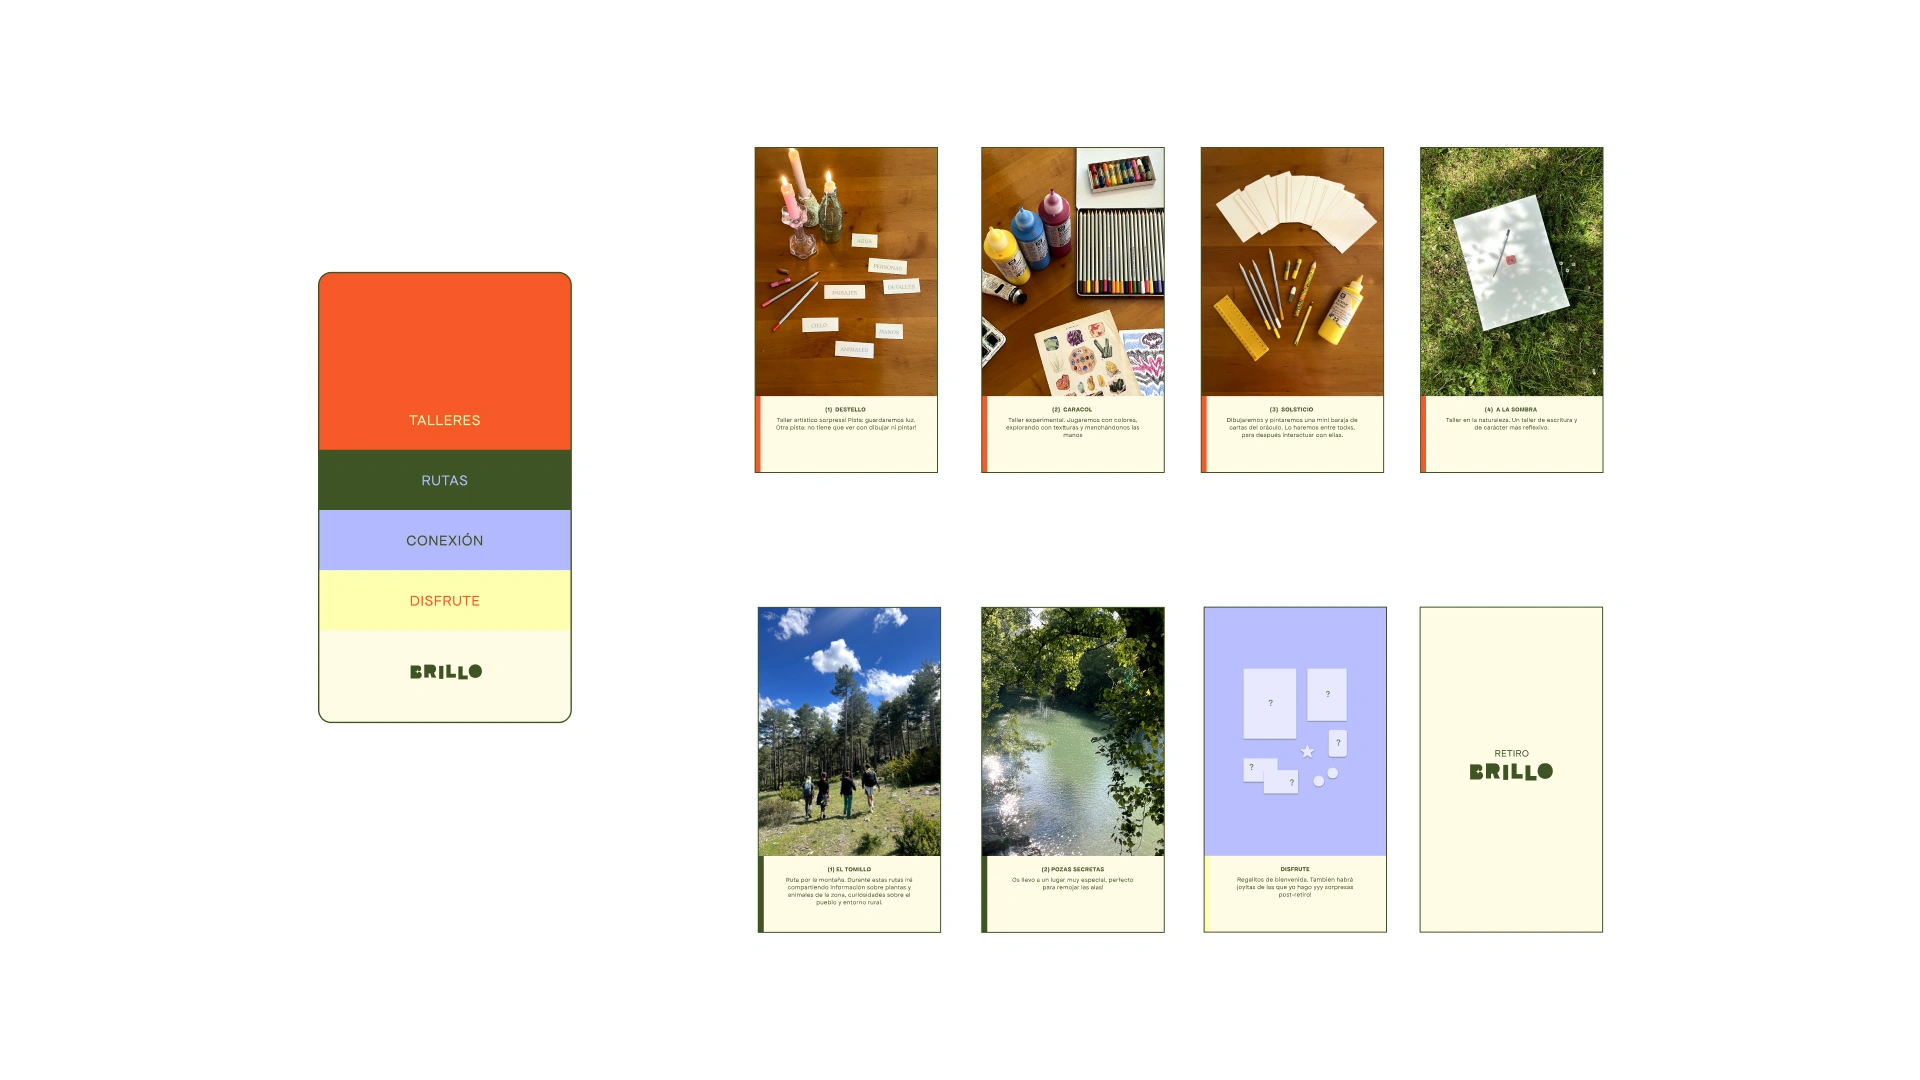 TALLERES
RUTAS
CONEXIÓN
DISFRUTE
BRILLO
AGUA
PERSONAS
DETALLES
PAISAJES
CIELO
MANOS
ANIMALES
(1) DESTELLO
Taller artístico sorpresa! Pista: guardaremos luz.
Otra pista: no tiene que ver con dibujar ni pintar!
(2) CARACOL
Taller experimental. Jugaremos con colores,
explorando con texturas y manchándonos las
manos
(3) SOLSTICIO
Dibujaremos y pintaremos una mini baraja de
cartas del oráculo. Lo haremos entre todxs,
para después interactuar con ellas.
(4) A LA SOMBRA
Taller en la naturaleza. Un taller de escritura y
de carácter más reflexivo.
(1) EL TOMILLO
Ruta por la montaña. Durante estas rutas iré
compartiendo información sobre plantas y
animales de la zona, curiosidades sobre el
pueblo y entorno rural.
(2) POZAS SECRETAS
Os llevo a un lugar muy especial, perfecto
para remojar las alas!
?
?
?
?
?
DISFRUTE
Regalitos de bienvenida. También habrá
joyitas de las que yo hago yyy sorpresas
post-retiro!
RETIRO
BRILLO